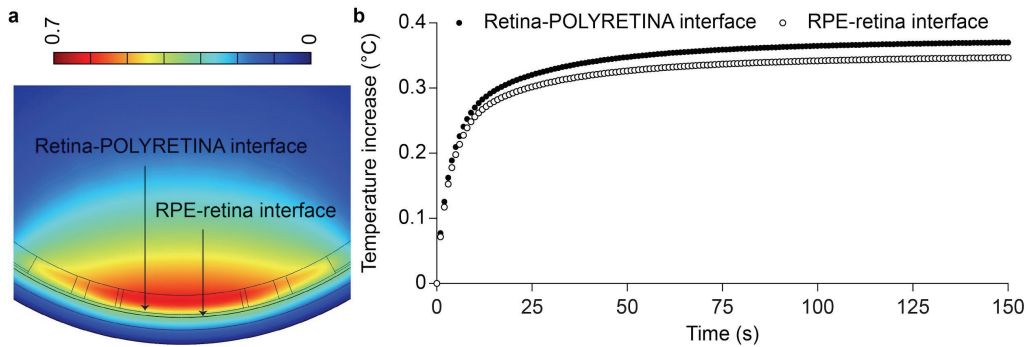 a
0.7
0
Retina-POLYRETINA interface
RPE-retina interface
b
Retina-POLYRETINA interface
RPE-retina interface
Temperature increase (°C)
0.4
0.3
0.2
0.1
0
0
25
50
75
100
125
150
Time (s)